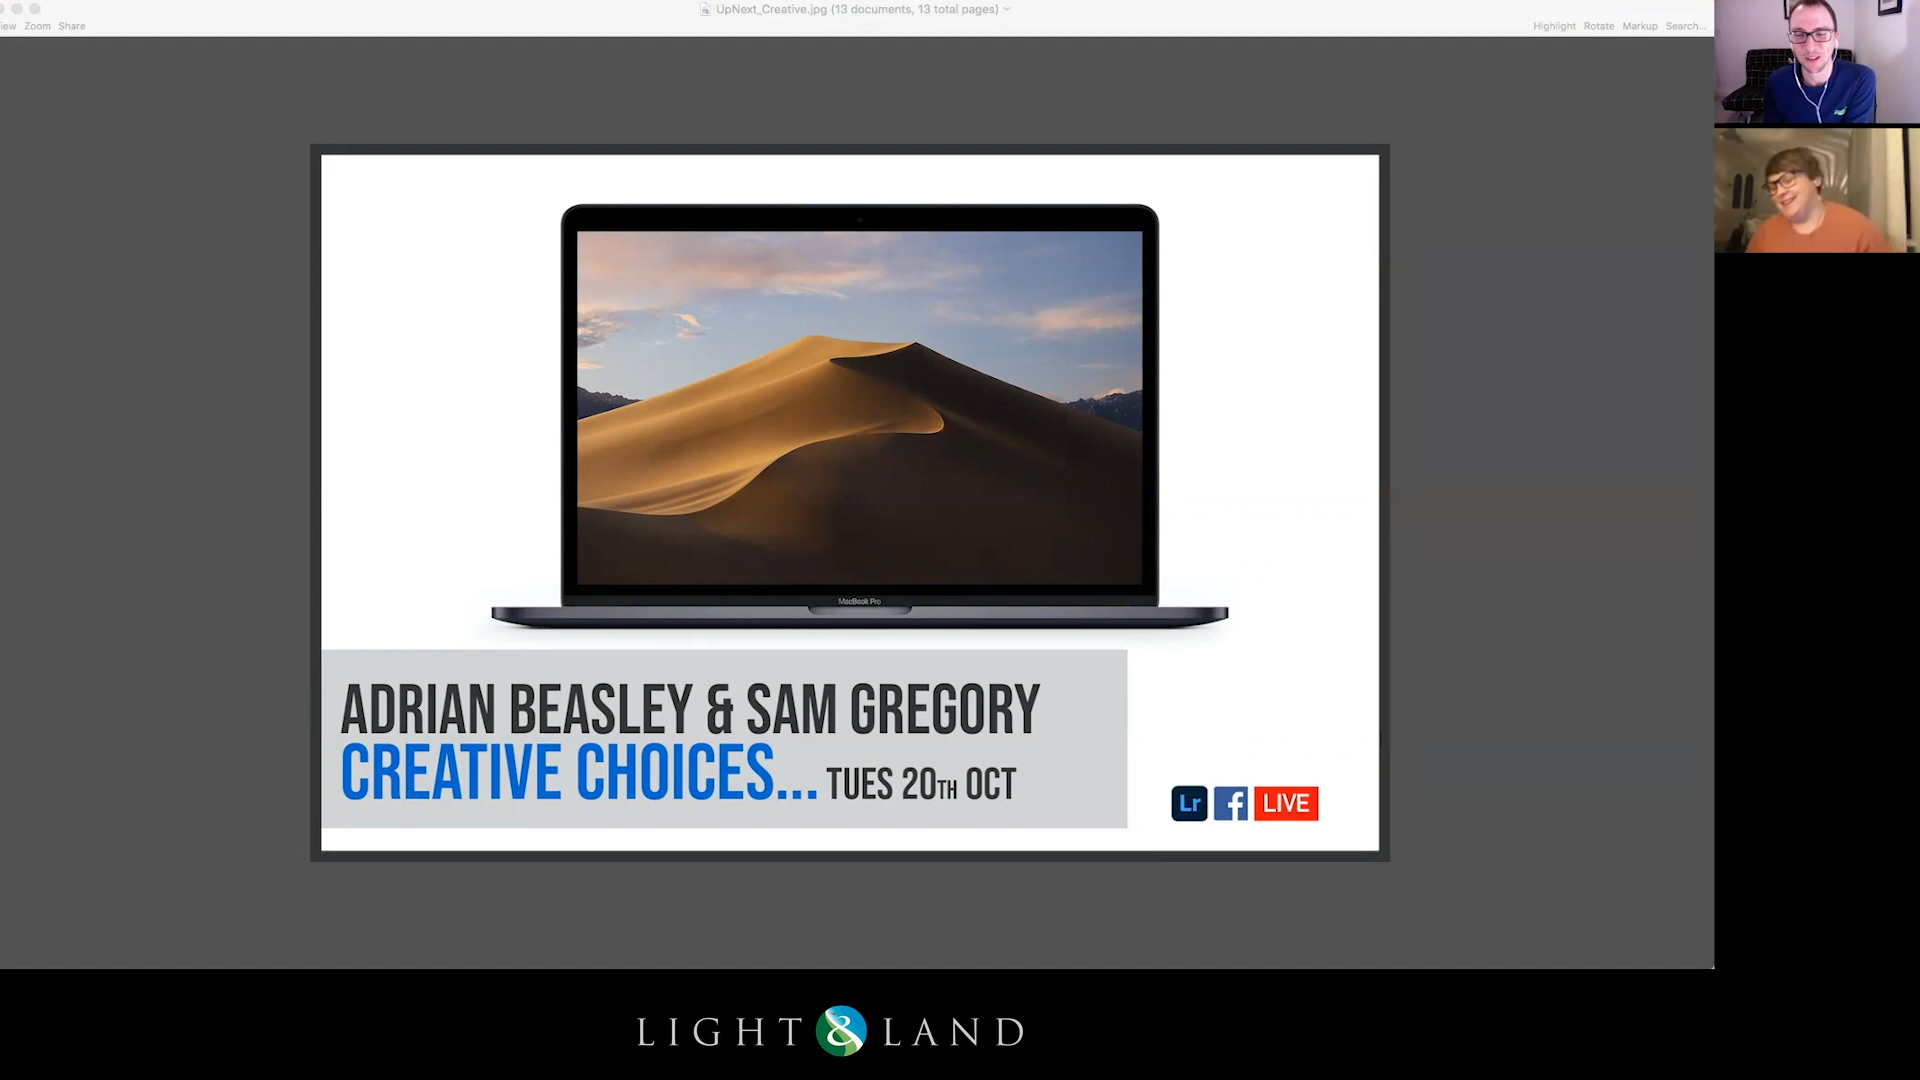 UpNext_Creative.jpg (13 documents, 13 total pages)
iew Zoom Share
Highlight Rotate Markup Search...
MacBook Pro
ADRIAN BEASLEY & SAM GREGORY
CREATIVE CHOICES... TUES 20TH OCT
Lr f LIVE
LIGHT & LAND